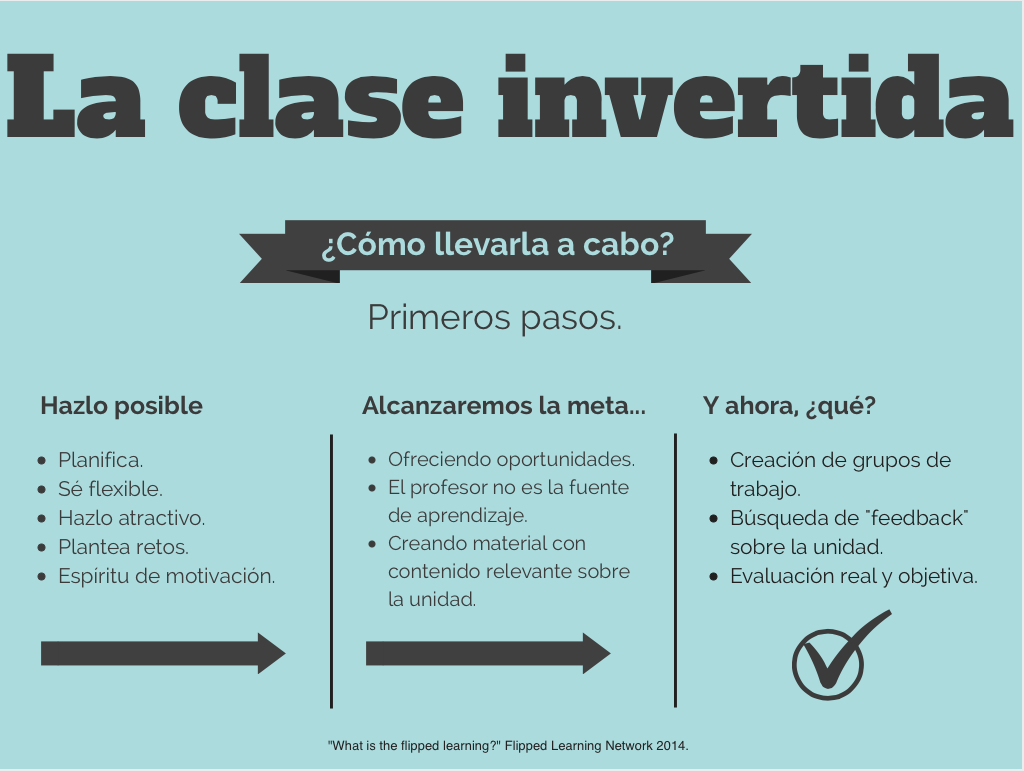 La clase invertida
¿Cómo llevarla a cabo?
Primeros pasos.
Hazlo posible
• Planifica.
• Sé flexible.
• Hazlo atractivo.
• Plantea retos.
• Espíritu de motivación.
Alcanzaremos la meta...
• Ofreciendo oportunidades.
• El profesor no es la fuente
de aprendizaje.
• Creando material con
contenido relevante sobre
la unidad.
Y ahora, ¿qué?
• Creación de grupos de
trabajo.
• Búsqueda de "feedback"
sobre la unidad.
• Evaluación real y objetiva.
"What is the flipped learning?" Flipped Learning Network 2014.